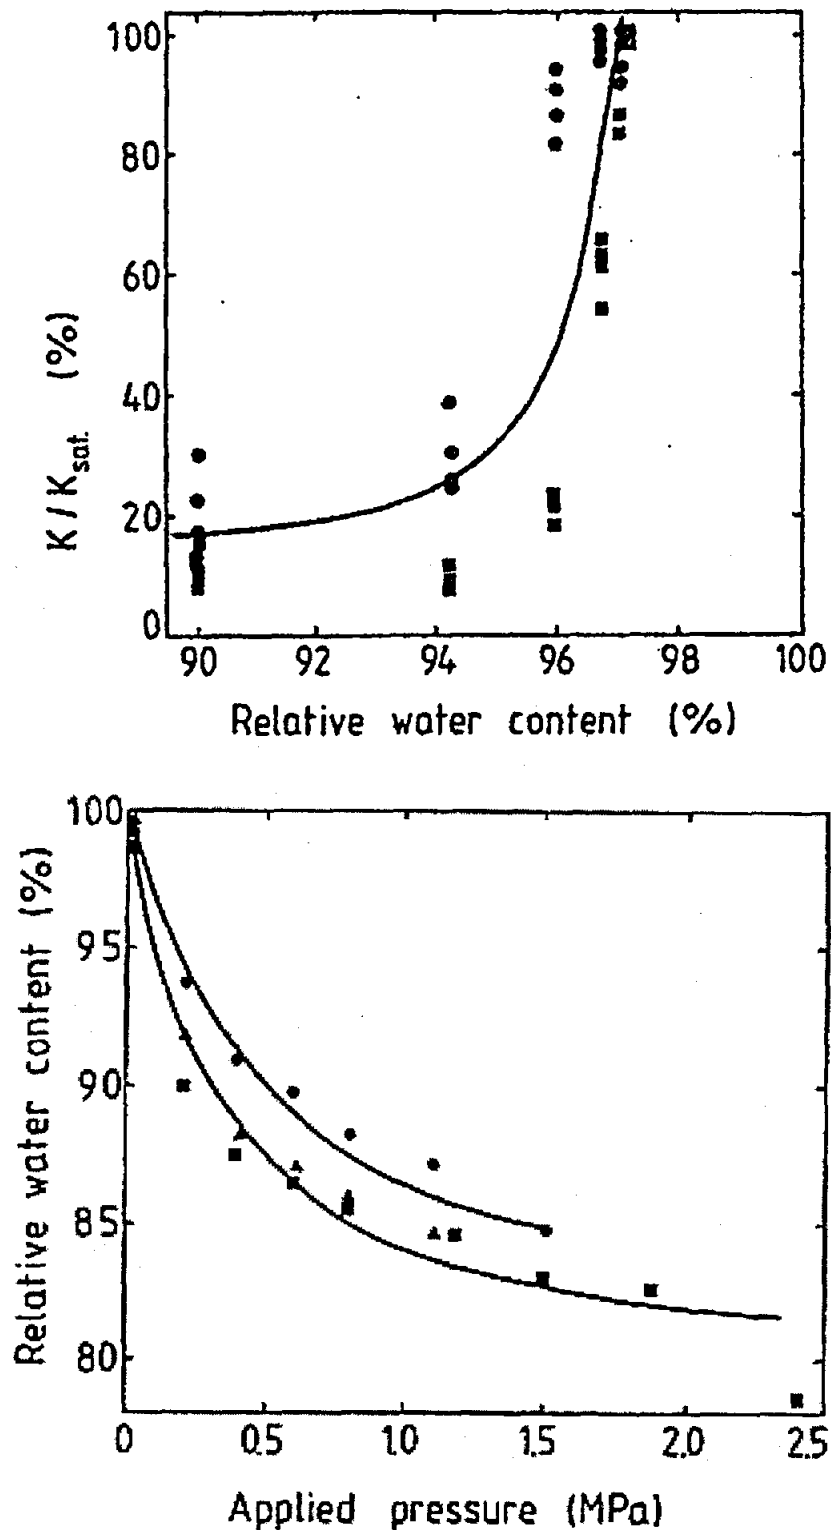 100
80
60
40
20
0
K/Ksat. (%)
90 92 94 96 98 100
Relative water content (%)
100
95
90
85
80
Relative water content (%)
0 0.5 1.0 1.5 2.0 2.5
Applied pressure (MPa)